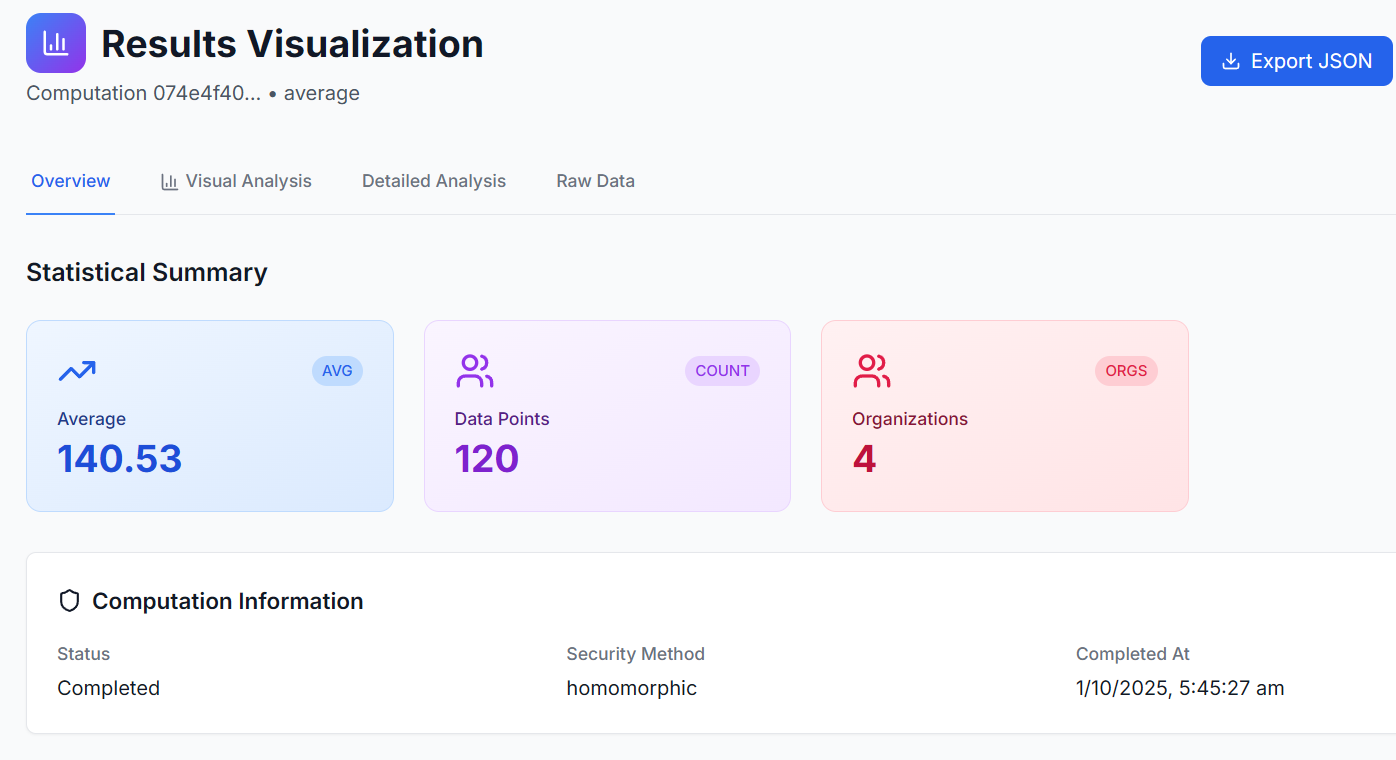 Results Visualization
Export JSON
Computation 074e4f40... • average
Overview
Visual Analysis
Detailed Analysis
Raw Data
Statistical Summary
AVG
Average
140.53
COUNT
Data Points
120
ORGS
Organizations
4
Computation Information
Status
Completed
Security Method
homomorphic
Completed At
1/10/2025, 5:45:27 am